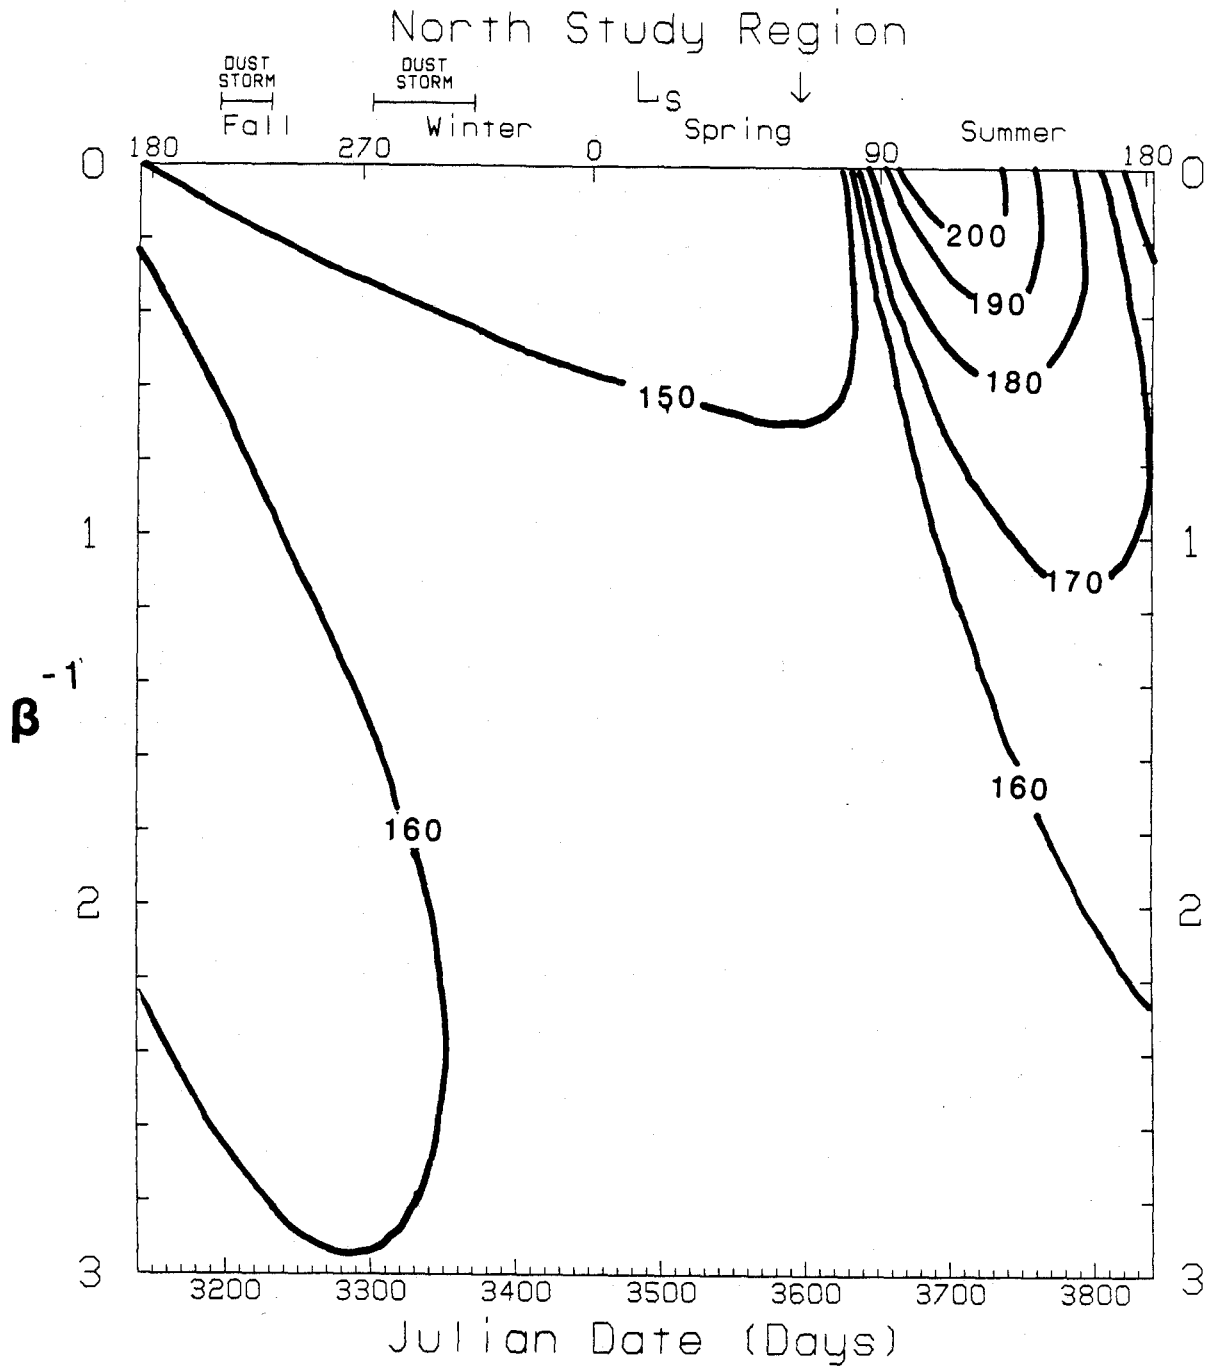 North Study Region
DUST STORM
DUST STORM
Ls
↓
Fall
Winter
Spring
Summer
180
270
0
90
180
0
0
200
190
180
150
1
1
170
β-1
160
160
2
2
3
3
3200
3300
3400
3500
3600
3700
3800
Julian Date (Days)